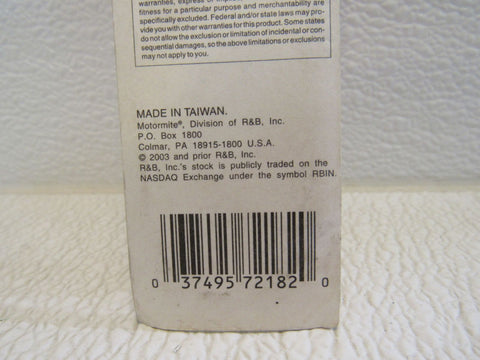 warranties, express or implied
fitness for a particular purpose and merchantability are
specifically excluded. Federal and/or state laws may pro-
vide you with other warranties for this product. Some states
do not allow the exclusion or limitation of incidental or con-
sequential damages, so the above limitations or exclusions
may not apply to you.
MADE IN TAIWAN.
Motormite®, Division of R&B, Inc.
P.O. Box 1800
Colmar, PA 18915-1800 U.S.A.
© 2003 and prior R&B, Inc.
R&B, Inc.'s stock is publicly traded on the
NASDAQ Exchange under the symbol RBIN.
0 37495 72182 0